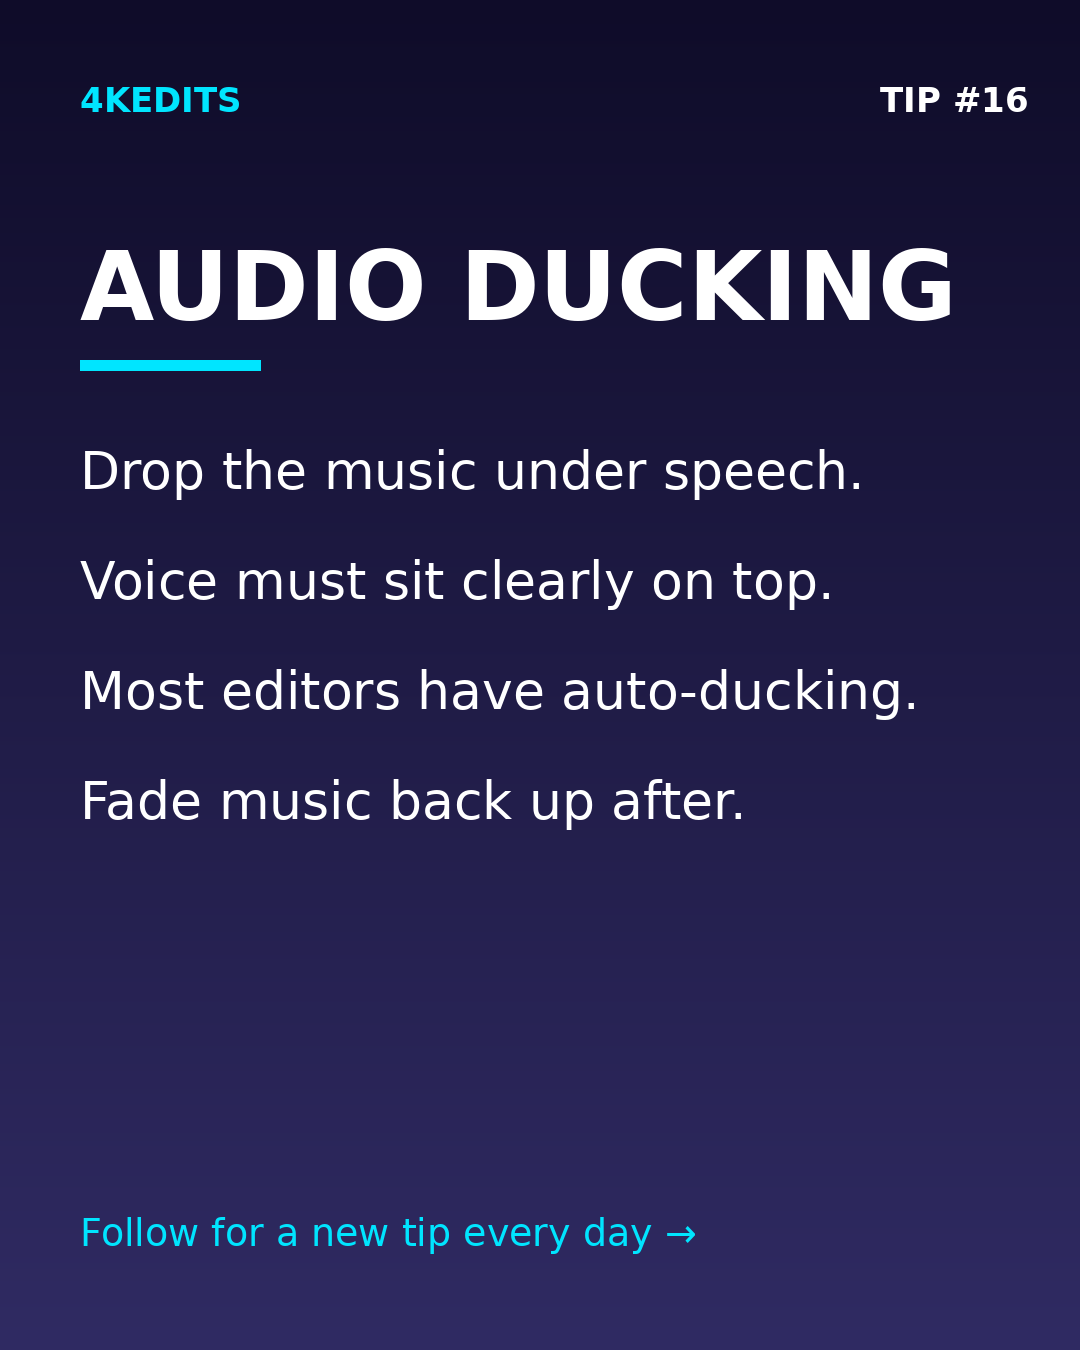 4KEDITS
TIP #16
AUDIO DUCKING
Drop the music under speech.
Voice must sit clearly on top.
Most editors have auto-ducking.
Fade music back up after.
Follow for a new tip every day →